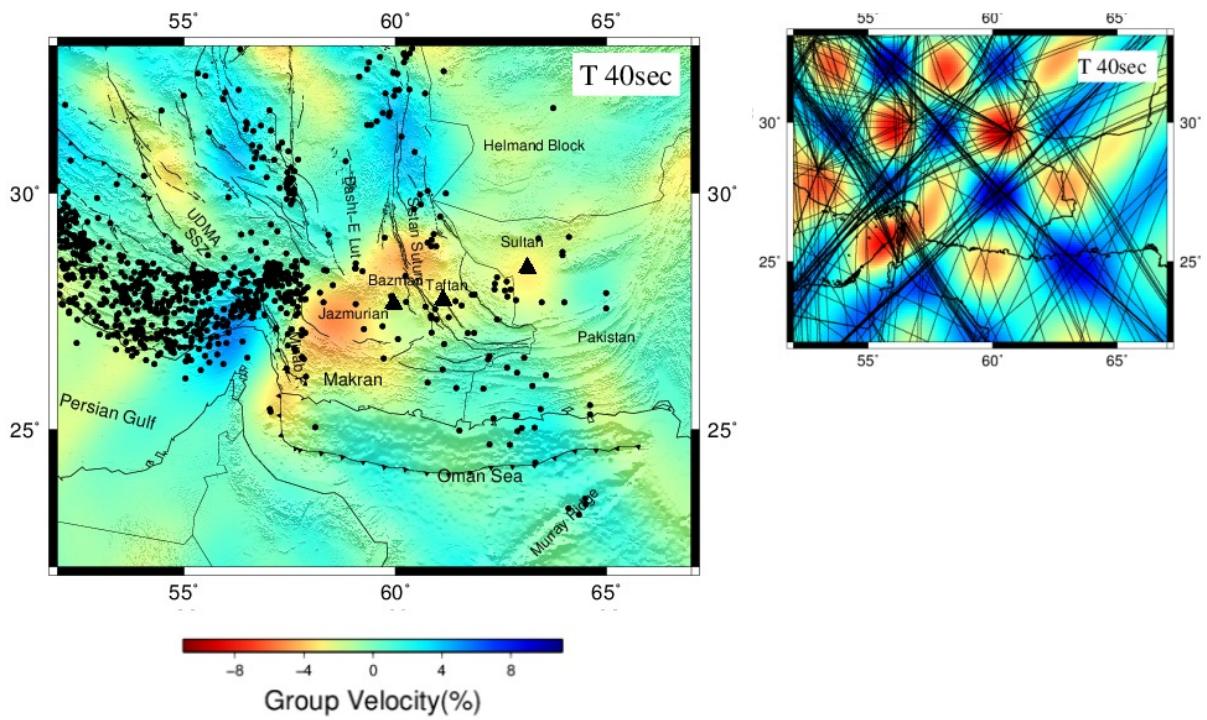 55˚ 60˚ 65˚
55˚ 60˚ 65˚
T 40sec
T 40sec
30˚ 30˚
30˚ 30˚
Helmand Block
Dasht-E Lut
UDMA
SSZ
Sistan Suture
Sultan
Bazman
Taftan
Jazmurian
Pakistan
Makran
Persian Gulf
25˚ 25˚
25˚ 25˚
Oman Sea
Murray Ridge
55˚ 60˚ 65˚
55˚ 60˚ 65˚
−8 −4 0 4 8
Group Velocity(%)